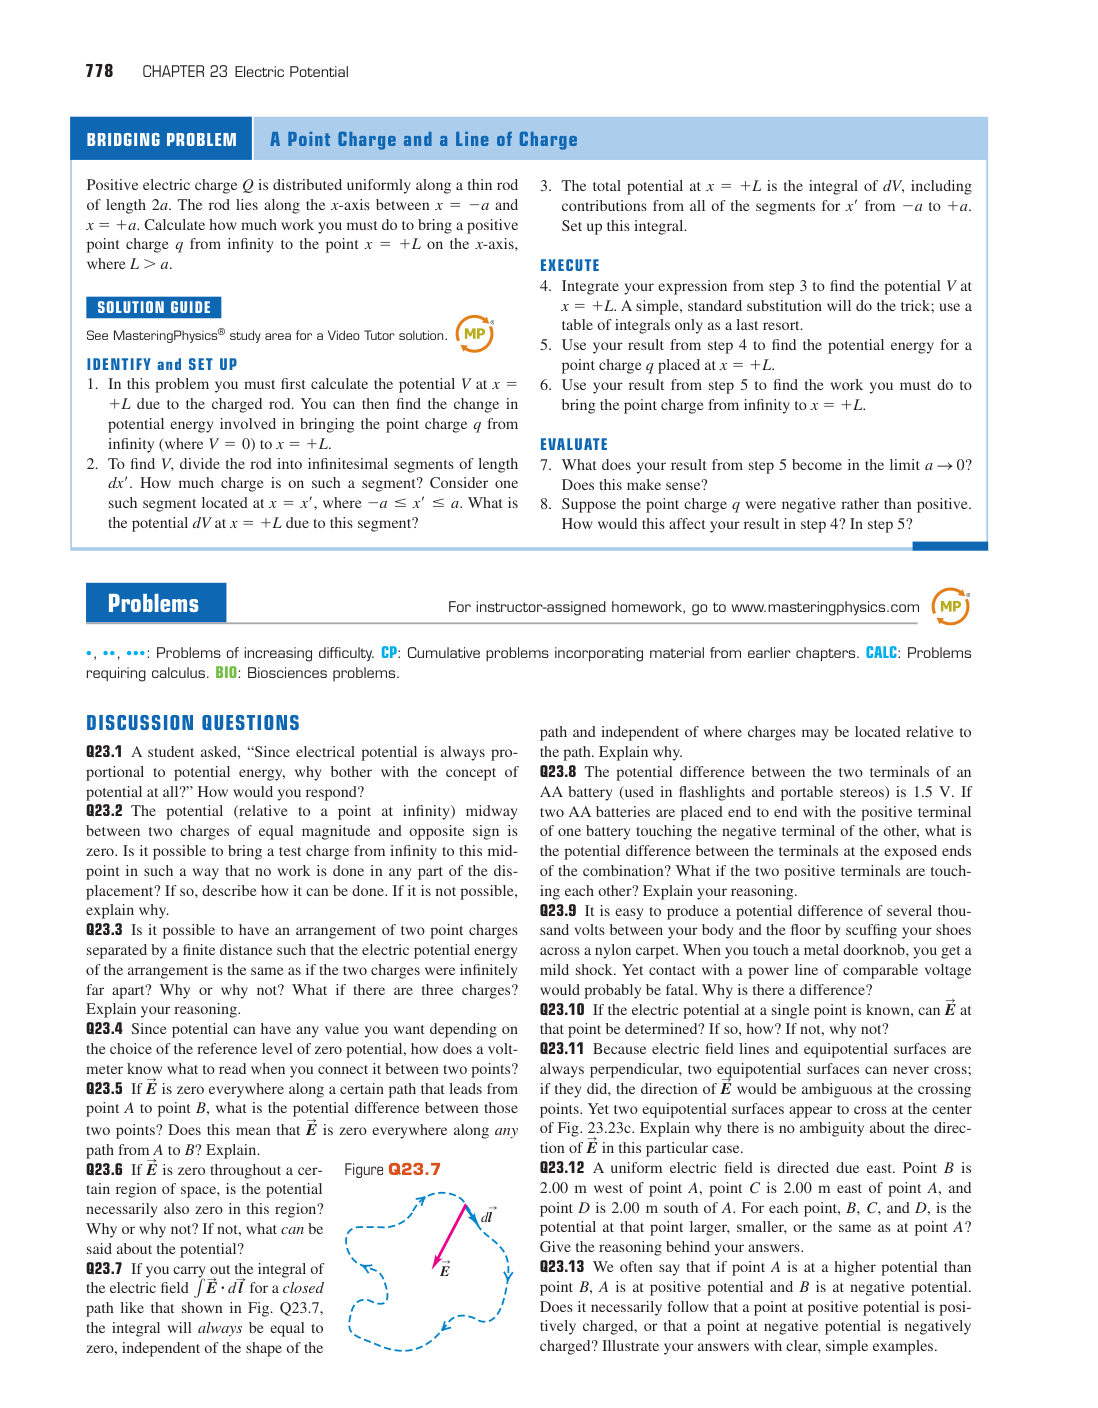 778 CHAPTER 23 Electric Potential
BRIDGING PROBLEM A Point Charge and a Line of Charge
Positive electric charge Q is distributed uniformly along a thin rod
of length 2a. The rod lies along the x-axis between x = −a and
x = +a. Calculate how much work you must do to bring a positive
point charge q from infinity to the point x = +L on the x-axis,
where L > a.
SOLUTION GUIDE
See MasteringPhysics® study area for a Video Tutor solution. MP®
IDENTIFY and SET UP
1. In this problem you must first calculate the potential V at x =
+L due to the charged rod. You can then find the change in
potential energy involved in bringing the point charge q from
infinity (where V = 0) to x = +L.
2. To find V, divide the rod into infinitesimal segments of length
dx′. How much charge is on such a segment? Consider one
such segment located at x = x′, where −a ≤ x′ ≤ a. What is
the potential dV at x = +L due to this segment?
3. The total potential at x = +L is the integral of dV, including
contributions from all of the segments for x′ from −a to +a.
Set up this integral.
EXECUTE
4. Integrate your expression from step 3 to find the potential V at
x = +L. A simple, standard substitution will do the trick; use a
table of integrals only as a last resort.
5. Use your result from step 4 to find the potential energy for a
point charge q placed at x = +L.
6. Use your result from step 5 to find the work you must do to
bring the point charge from infinity to x = +L.
EVALUATE
7. What does your result from step 5 become in the limit a → 0?
Does this make sense?
8. Suppose the point charge q were negative rather than positive.
How would this affect your result in step 4? In step 5?
Problems For instructor-assigned homework, go to www.masteringphysics.com MP®
•, ••, •••: Problems of increasing difficulty. CP: Cumulative problems incorporating material from earlier chapters. CALC: Problems
requiring calculus. BIO: Biosciences problems.
DISCUSSION QUESTIONS
Q23.1 A student asked, “Since electrical potential is always pro-
portional to potential energy, why bother with the concept of
potential at all?” How would you respond?
Q23.2 The potential (relative to a point at infinity) midway
between two charges of equal magnitude and opposite sign is
zero. Is it possible to bring a test charge from infinity to this mid-
point in such a way that no work is done in any part of the dis-
placement? If so, describe how it can be done. If it is not possible,
explain why.
Q23.3 Is it possible to have an arrangement of two point charges
separated by a finite distance such that the electric potential energy
of the arrangement is the same as if the two charges were infinitely
far apart? Why or why not? What if there are three charges?
Explain your reasoning.
Q23.4 Since potential can have any value you want depending on
the choice of the reference level of zero potential, how does a volt-
meter know what to read when you connect it between two points?
Q23.5 If E⃗ is zero everywhere along a certain path that leads from
point A to point B, what is the potential difference between those
two points? Does this mean that E⃗ is zero everywhere along any
path from A to B? Explain.
Q23.6 If E⃗ is zero throughout a cer-
tain region of space, is the potential
necessarily also zero in this region?
Why or why not? If not, what can be
said about the potential?
Q23.7 If you carry out the integral of
the electric field ∫E⃗ · dl⃗ for a closed
path like that shown in Fig. Q23.7,
the integral will always be equal to
zero, independent of the shape of the
Figure Q23.7
dl⃗
E⃗
path and independent of where charges may be located relative to
the path. Explain why.
Q23.8 The potential difference between the two terminals of an
AA battery (used in flashlights and portable stereos) is 1.5 V. If
two AA batteries are placed end to end with the positive terminal
of one battery touching the negative terminal of the other, what is
the potential difference between the terminals at the exposed ends
of the combination? What if the two positive terminals are touch-
ing each other? Explain your reasoning.
Q23.9 It is easy to produce a potential difference of several thou-
sand volts between your body and the floor by scuffing your shoes
across a nylon carpet. When you touch a metal doorknob, you get a
mild shock. Yet contact with a power line of comparable voltage
would probably be fatal. Why is there a difference?
Q23.10 If the electric potential at a single point is known, can E⃗ at
that point be determined? If so, how? If not, why not?
Q23.11 Because electric field lines and equipotential surfaces are
always perpendicular, two equipotential surfaces can never cross;
if they did, the direction of E⃗ would be ambiguous at the crossing
points. Yet two equipotential surfaces appear to cross at the center
of Fig. 23.23c. Explain why there is no ambiguity about the direc-
tion of E⃗ in this particular case.
Q23.12 A uniform electric field is directed due east. Point B is
2.00 m west of point A, point C is 2.00 m east of point A, and
point D is 2.00 m south of A. For each point, B, C, and D, is the
potential at that point larger, smaller, or the same as at point A?
Give the reasoning behind your answers.
Q23.13 We often say that if point A is at a higher potential than
point B, A is at positive potential and B is at negative potential.
Does it necessarily follow that a point at positive potential is posi-
tively charged, or that a point at negative potential is negatively
charged? Illustrate your answers with clear, simple examples.